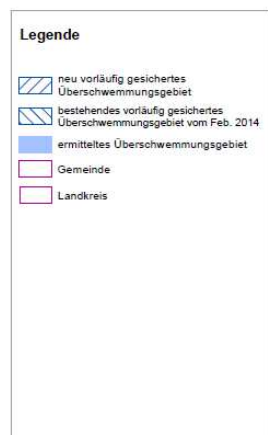 Legende
neu vorläufig gesichertes
Überschwemmungsgebiet
bestehendes vorläufig gesichertes
Überschwemmungsgebiet vom Feb. 2014
ermitteltes Überschwemmungsgebiet
Gemeinde
Landkreis